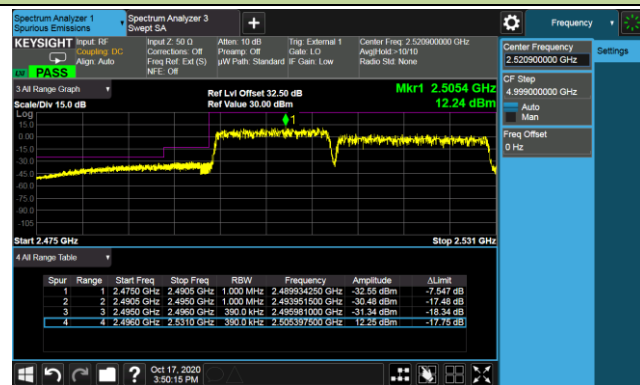 Spectrum Analyzer 1
Spurious Emissions
Spectrum Analyzer 3
Swept SA
+
Frequency
KEYSIGHT
Input: RF
Coupling: DC
Align: Auto
Input Z: 50 Ω
Corrections: Off
Freq Ref: Ext (S)
NFE: Off
Atten: 10 dB
Preamp: Off
µW Path: Standard
Trig: External 1
Gate: LO
IF Gain: Low
Center Freq: 2.520900000 GHz
Avg|Hold:>10/10
Radio Std: None
PASS
3 All Range Graph
Scale/Div 15.0 dB
Ref Lvl Offset 32.50 dB
Ref Value 30.00 dBm
Mkr1 2.5054 GHz
12.24 dBm
Log
15.0
0.00
-15.0
-30.0
-45.0
-60.0
-75.0
-90.0
-105
1
Start 2.475 GHz
Stop 2.531 GHz
4 All Range Table
Spur Range Start Freq Stop Freq RBW Frequency Amplitude ΔLimit
1 1 2.4750 GHz 2.4905 GHz 1.000 MHz 2.489934250 GHz -32.55 dBm -7.547 dB
2 2 2.4905 GHz 2.4950 GHz 1.000 MHz 2.493951500 GHz -30.48 dBm -17.48 dB
3 3 2.4950 GHz 2.4960 GHz 390.0 kHz 2.495981000 GHz -31.34 dBm -18.34 dB
4 4 2.4960 GHz 2.5310 GHz 390.0 kHz 2.505397500 GHz 12.25 dBm -17.75 dB
Center Frequency
2.520900000 GHz
Settings
CF Step
4.999000000 GHz
Auto
Man
Freq Offset
0 Hz
?
Oct 17, 2020
3:50:15 PM